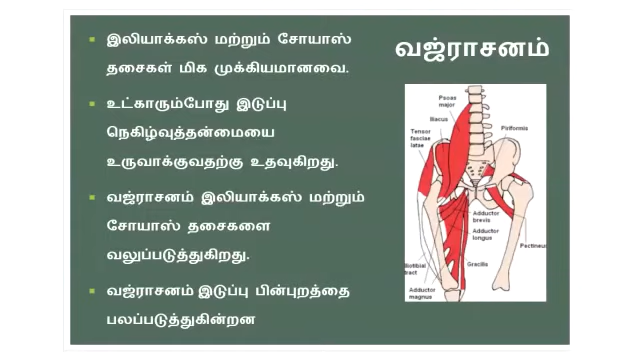 வஜ்ராசனம்
இலியாக்கஸ் மற்றும் சோயாஸ்
தசைகள் மிக முக்கியமானவை.
உட்காரும்போது இடுப்பு
நெகிழ்வுத்தன்மையை
உருவாக்குவதற்கு உதவுகிறது.
வஜ்ராசனம் இலியாக்கஸ் மற்றும்
சோயாஸ் தசைகளை
வலுப்படுத்துகிறது.
வஜ்ராசனம் இடுப்பு பின்புறத்தை
பலப்படுத்துகின்றன
Psoas
major
Iliacus
Tensor
fasciae
latae
Piriformis
Adductor
brevis
Adductor
longus
Pectineus
Iliotibial
tract
Gracilis
Adductor
magnus